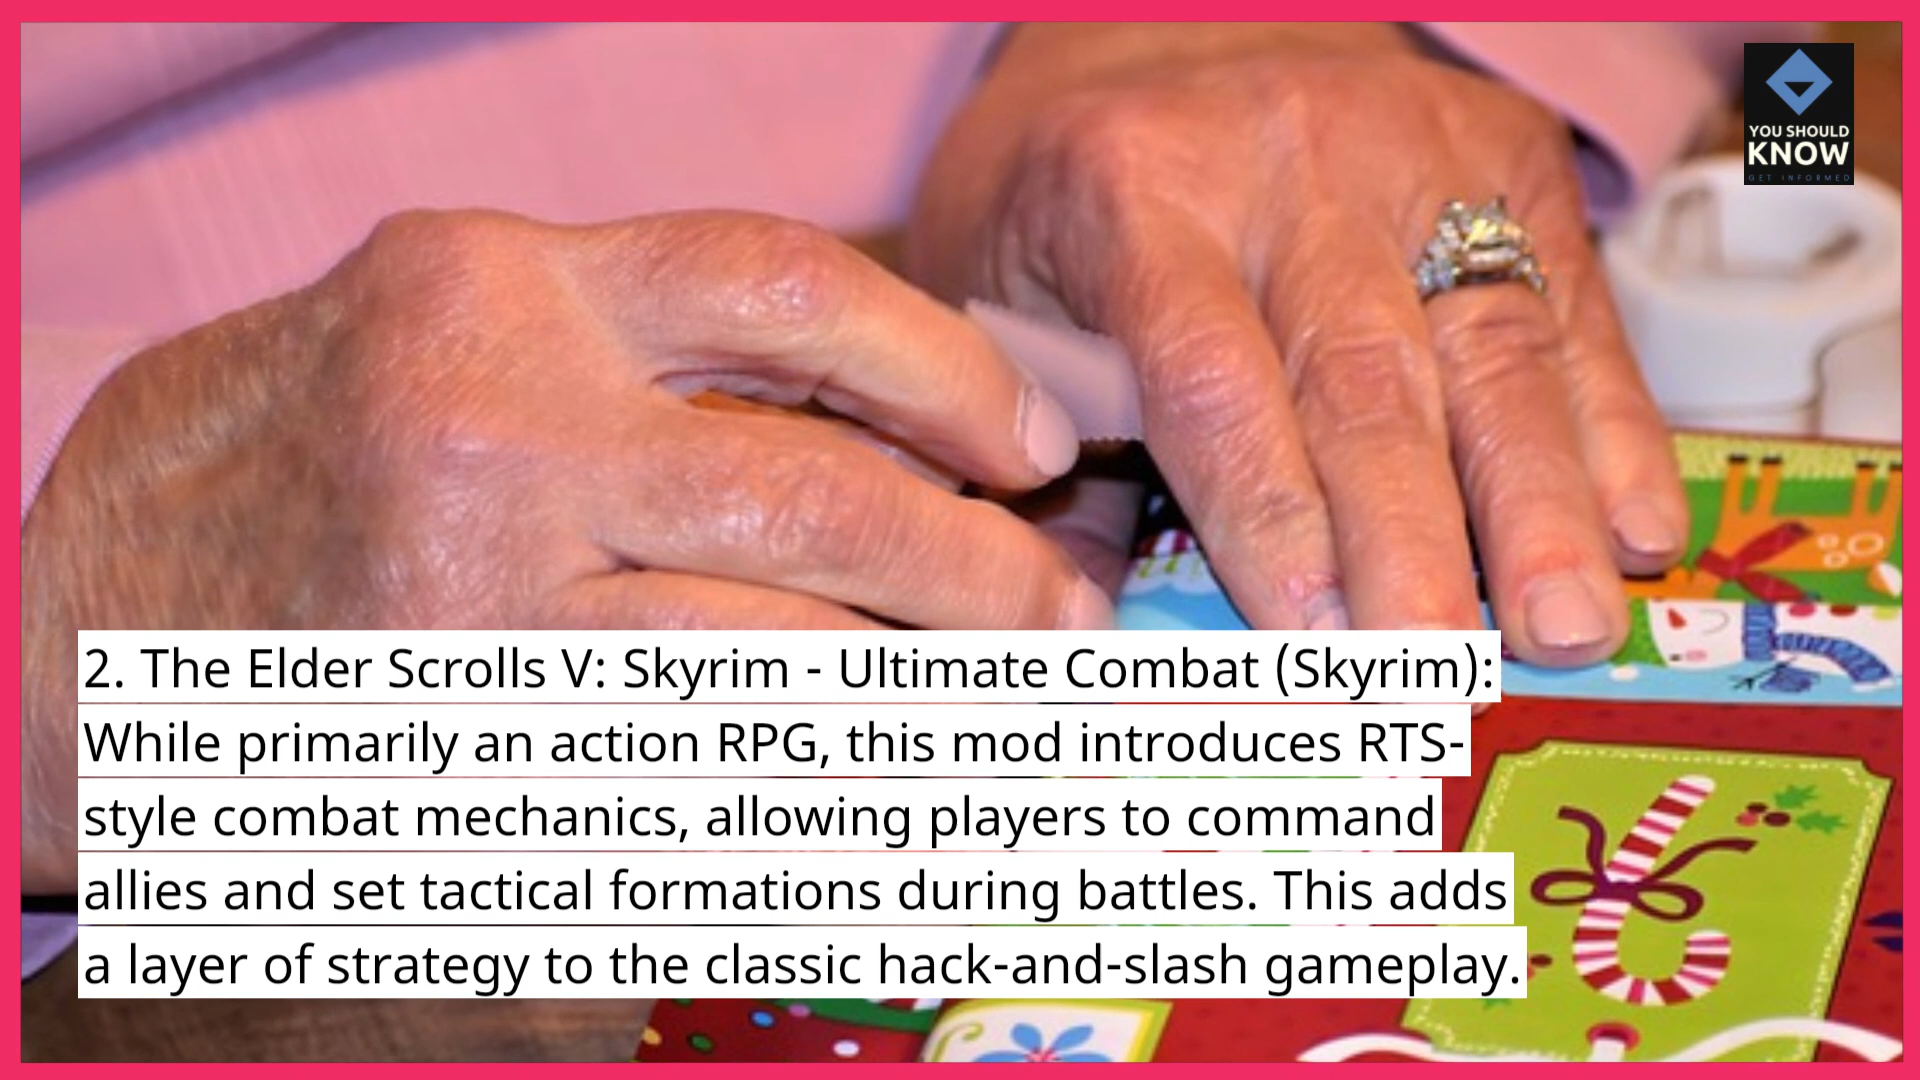 YOU SHOULD
KNOW
GET INFORMED
2. The Elder Scrolls V: Skyrim - Ultimate Combat (Skyrim):
While primarily an action RPG, this mod introduces RTS-
style combat mechanics, allowing players to command
allies and set tactical formations during battles. This adds
a layer of strategy to the classic hack-and-slash gameplay.